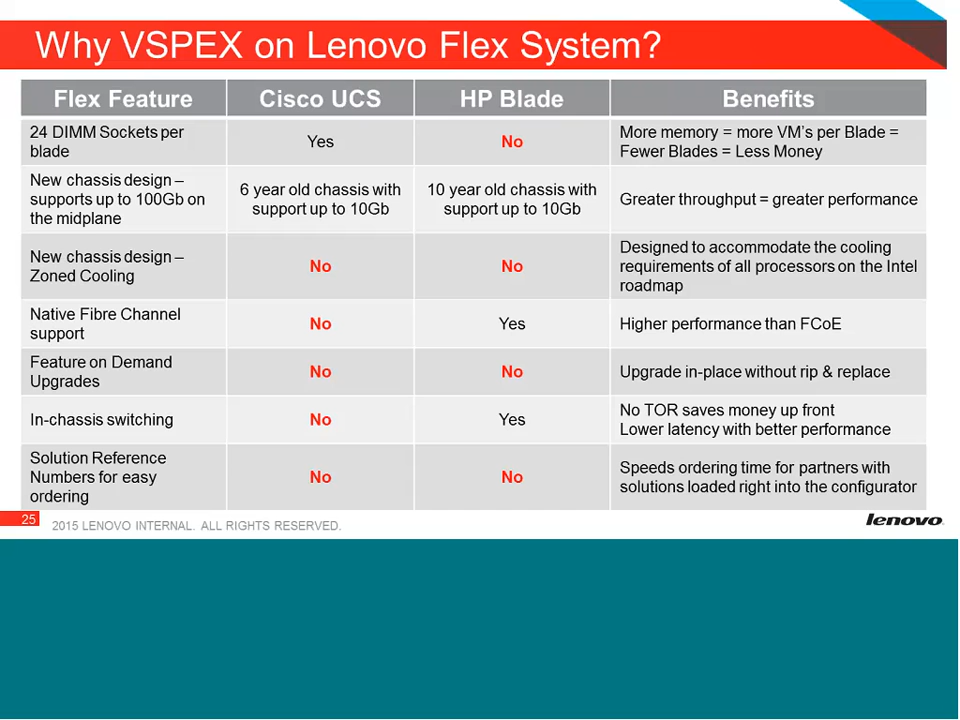 Why VSPEX on Lenovo Flex System?
Flex Feature
Cisco UCS
HP Blade
Benefits
24 DIMM Sockets per
blade
Yes
No
More memory = more VM's per Blade =
Fewer Blades = Less Money
New chassis design –
supports up to 100Gb on
the midplane
6 year old chassis with
support up to 10Gb
10 year old chassis with
support up to 10Gb
Greater throughput = greater performance
New chassis design –
Zoned Cooling
No
No
Designed to accommodate the cooling
requirements of all processors on the Intel
roadmap
Native Fibre Channel
support
No
Yes
Higher performance than FCoE
Feature on Demand
Upgrades
No
No
Upgrade in-place without rip & replace
In-chassis switching
No
Yes
No TOR saves money up front
Lower latency with better performance
Solution Reference
Numbers for easy
ordering
No
No
Speeds ordering time for partners with
solutions loaded right into the configurator
25
2015 LENOVO INTERNAL. ALL RIGHTS RESERVED.
lenovo